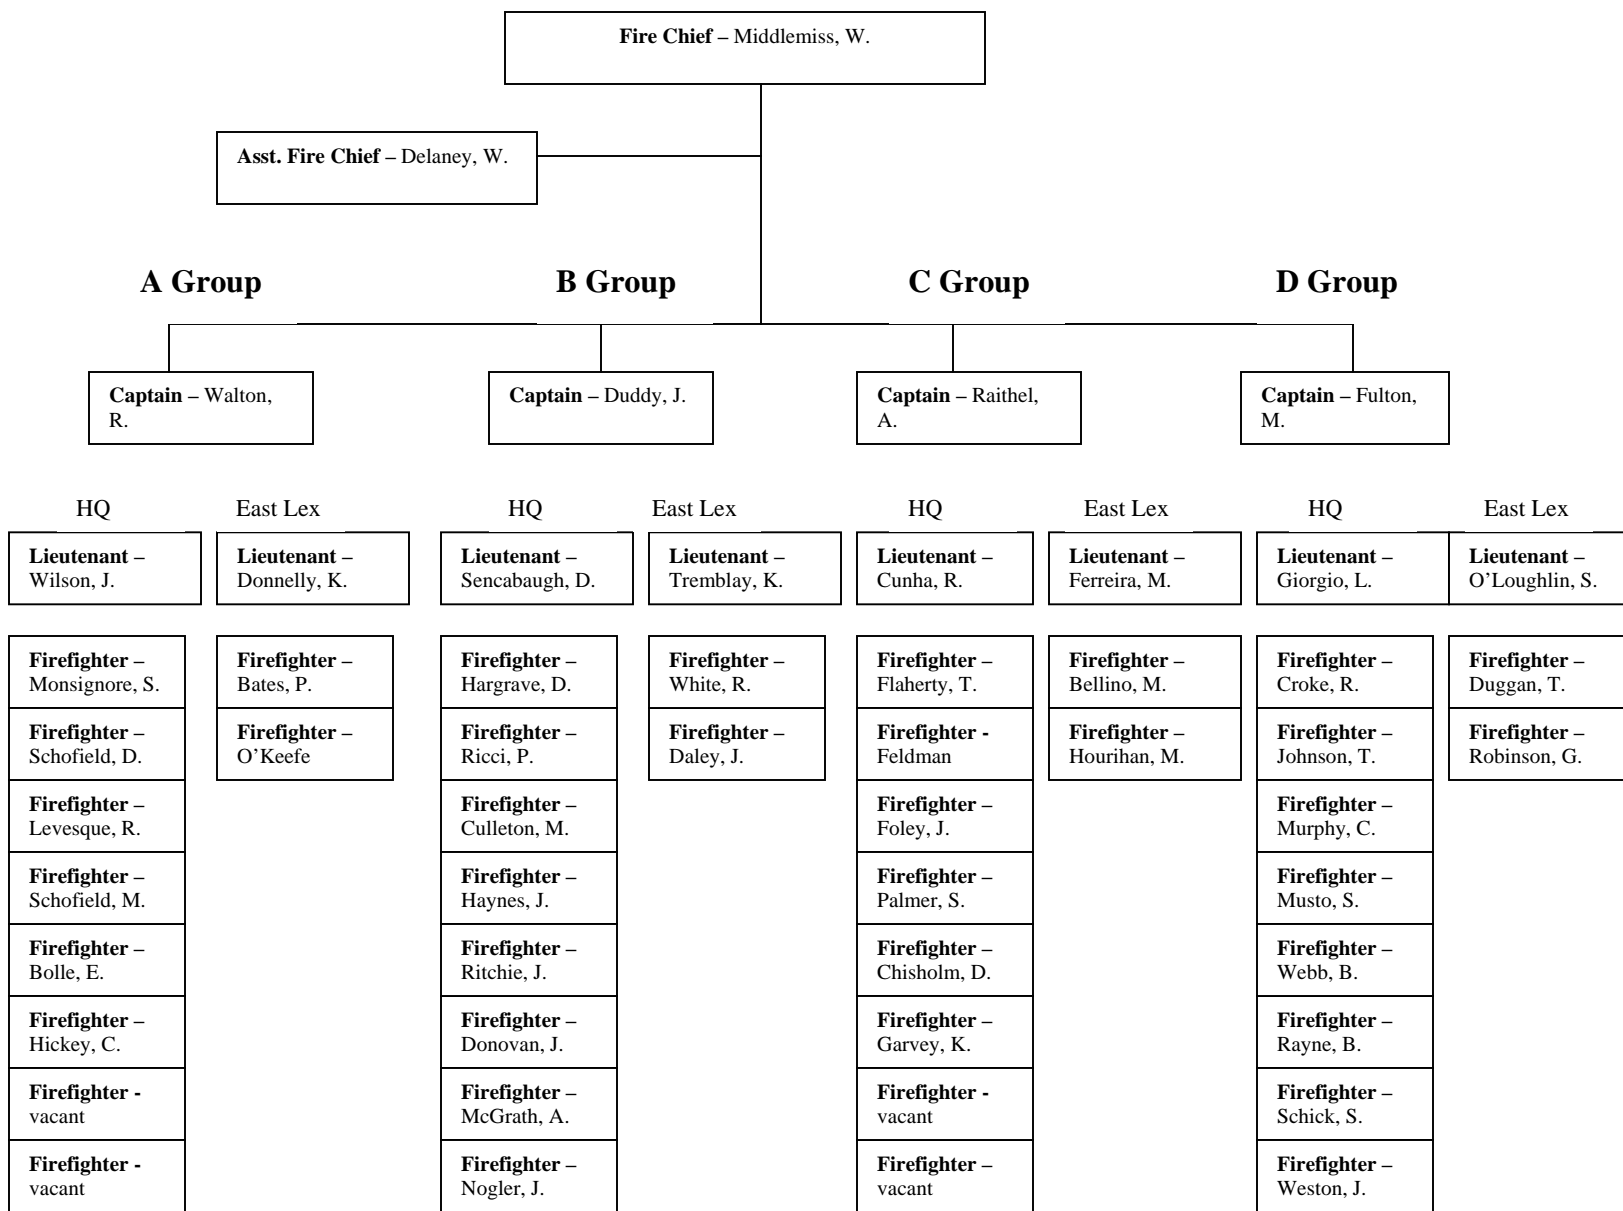 Fire Chief – Middlemiss, W.
Asst. Fire Chief – Delaney, W.
A Group
B Group
C Group
D Group
Captain – Walton,
R.
Captain – Duddy, J.
Captain – Raithel,
A.
Captain – Fulton,
M.
HQ
East Lex
HQ
East Lex
HQ
East Lex
HQ
East Lex
Lieutenant –
Wilson, J.
Lieutenant –
Donnelly, K.
Lieutenant –
Sencabaugh, D.
Lieutenant –
Tremblay, K.
Lieutenant –
Cunha, R.
Lieutenant –
Ferreira, M.
Lieutenant –
Giorgio, L.
Lieutenant –
O’Loughlin, S.
Firefighter –
Monsignore, S.
Firefighter –
Schofield, D.
Firefighter –
Levesque, R.
Firefighter –
Schofield, M.
Firefighter –
Bolle, E.
Firefighter –
Hickey, C.
Firefighter -
vacant
Firefighter -
vacant
Firefighter –
Bates, P.
Firefighter –
O’Keefe
Firefighter –
Hargrave, D.
Firefighter –
Ricci, P.
Firefighter –
Culleton, M.
Firefighter –
Haynes, J.
Firefighter –
Ritchie, J.
Firefighter –
Donovan, J.
Firefighter –
McGrath, A.
Firefighter –
Nogler, J.
Firefighter –
White, R.
Firefighter –
Daley, J.
Firefighter –
Flaherty, T.
Firefighter -
Feldman
Firefighter –
Foley, J.
Firefighter –
Palmer, S.
Firefighter –
Chisholm, D.
Firefighter –
Garvey, K.
Firefighter -
vacant
Firefighter –
vacant
Firefighter –
Bellino, M.
Firefighter –
Hourihan, M.
Firefighter –
Croke, R.
Firefighter –
Johnson, T.
Firefighter –
Murphy, C.
Firefighter –
Musto, S.
Firefighter –
Webb, B.
Firefighter –
Rayne, B.
Firefighter –
Schick, S.
Firefighter –
Weston, J.
Firefighter –
Duggan, T.
Firefighter –
Robinson, G.